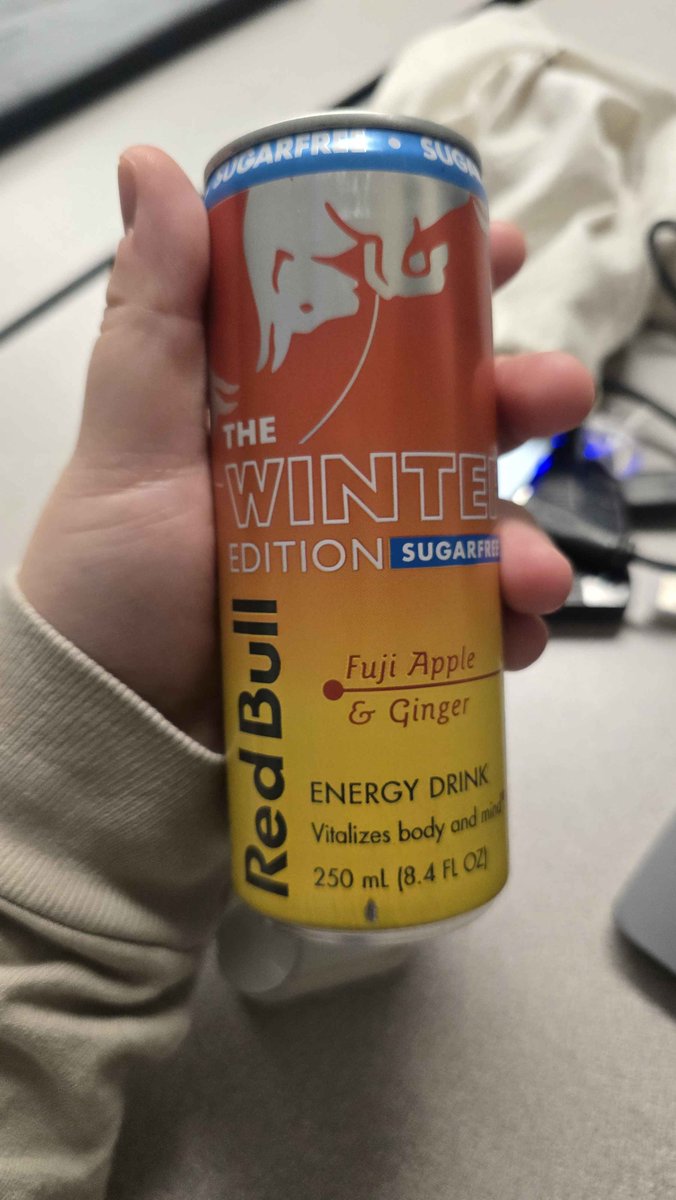 SUGARFREE • SUGA
THE
WINTE
EDITION SUGARFREE
Red Bull
Fuji Apple
& Ginger
ENERGY DRINK
Vitalizes body and mind
250 mL (8.4 FL OZ)